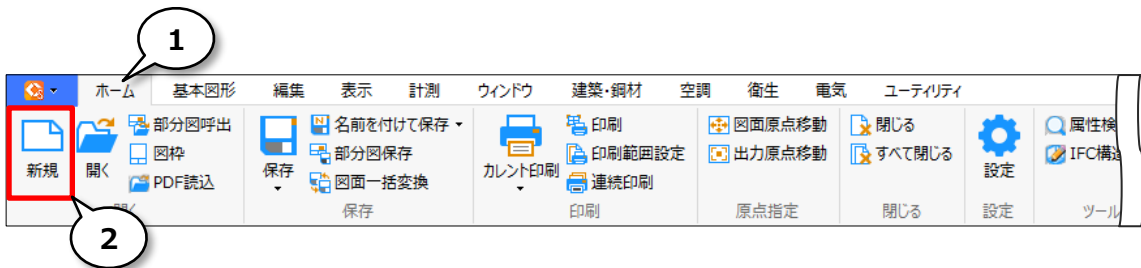 1
ホーム 基本図形 編集 表示 計測 ウィンドウ 建築・鋼材 空調 衛生 電気 ユーティリティ
新規
開く
部分図呼出
図枠
PDF読込
保存
名前を付けて保存
部分図保存
図面一括変換
保存
カレント印刷
印刷
印刷範囲設定
連続印刷
印刷
図面原点移動
出力原点移動
原点指定
閉じる
すべて閉じる
閉じる
設定
設定
属性検
IFC構造
ツール
2